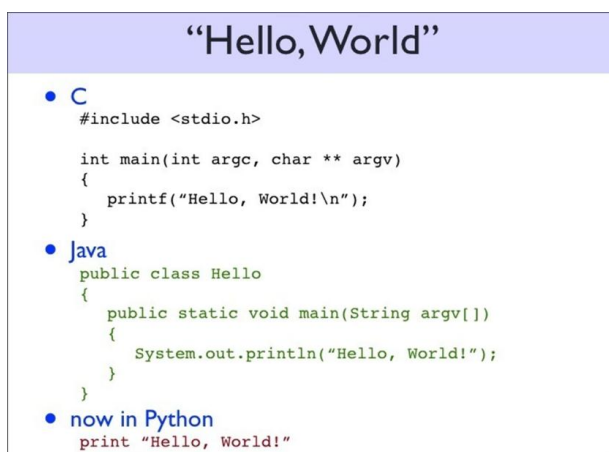 “Hello, World”
• C
#include <stdio.h>
int main(int argc, char ** argv)
{
printf(“Hello, World!\n”);
}
• Java
public class Hello
{
public static void main(String argv[])
{
System.out.println(“Hello, World!”);
}
}
• now in Python
print “Hello, World!”